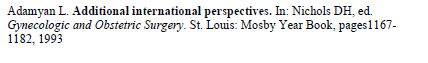 Adamyan L. Additional international perspectives. In: Nichols DH, ed.
Gynecologic and Obstetric Surgery. St. Louis: Mosby Year Book, pages1167-
1182, 1993